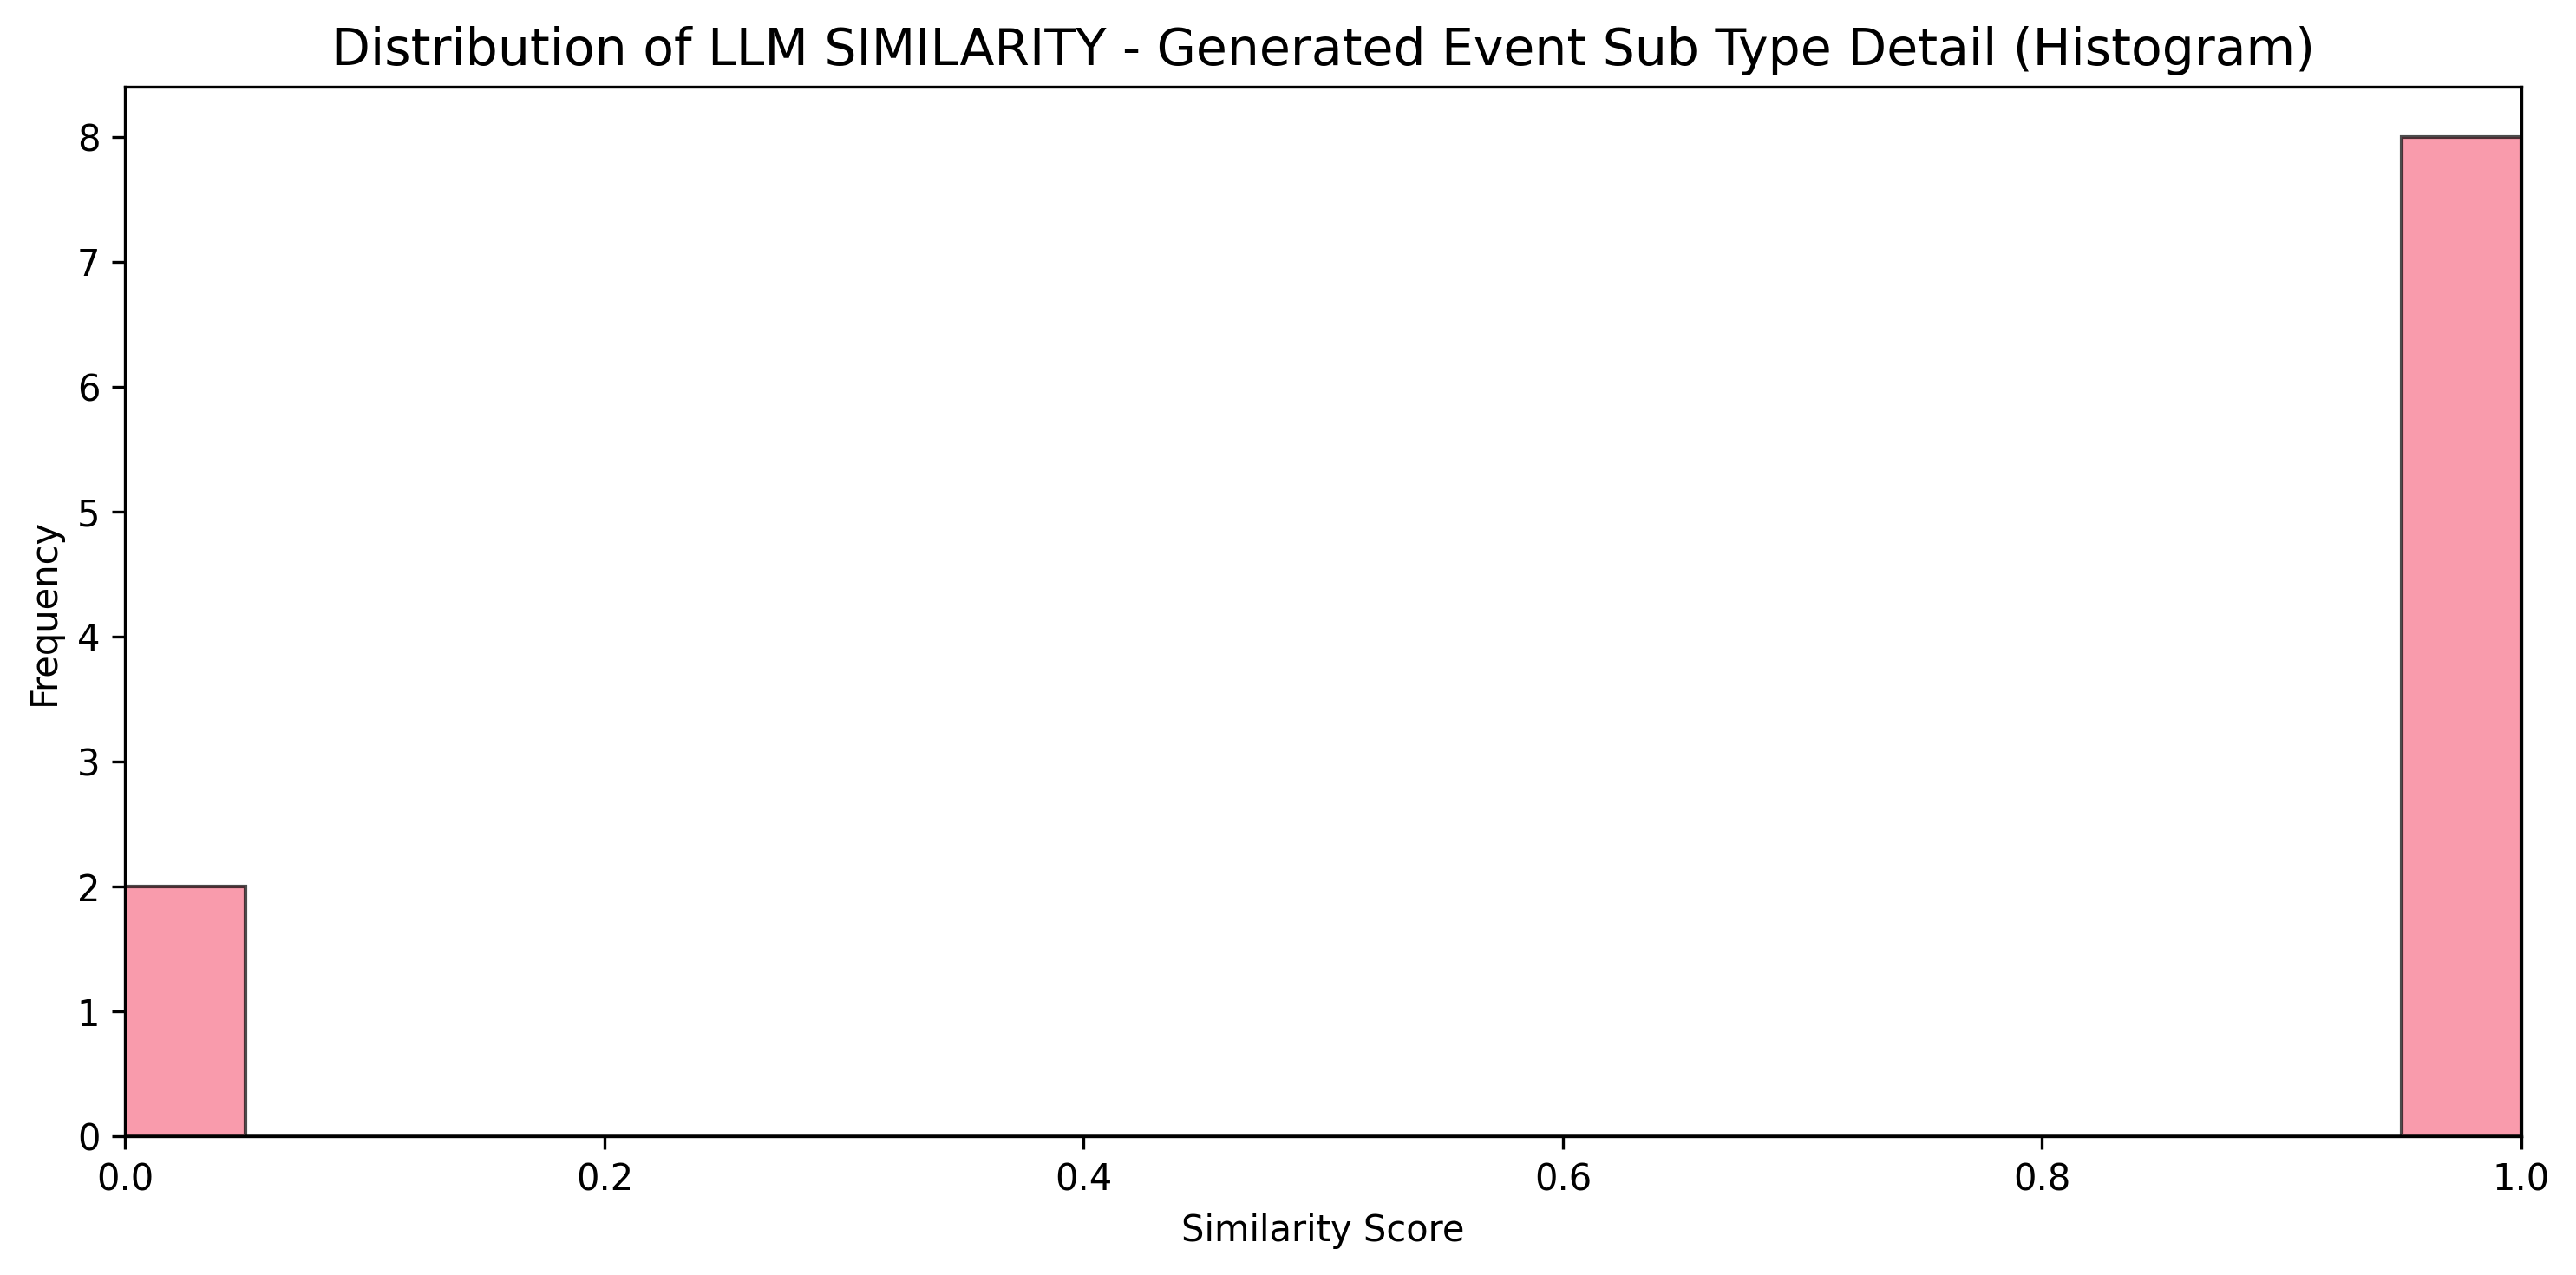 Distribution of LLM SIMILARITY - Generated Event Sub Type Detail (Histogram)
Frequency
8
7
6
5
4
3
2
1
0
0.0 0.2 0.4 0.6 0.8 1.0
Similarity Score